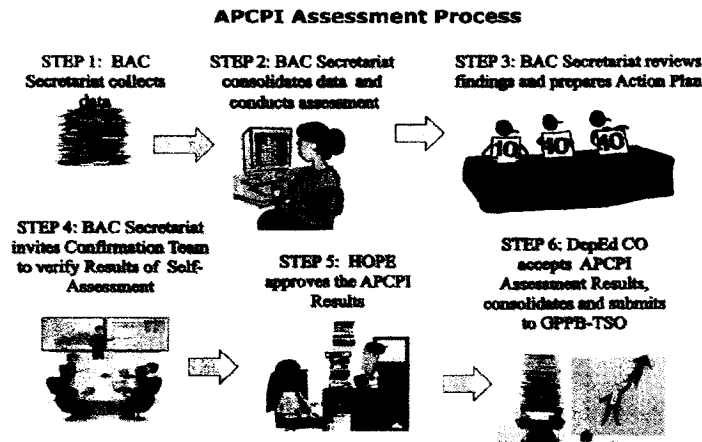 APCPI Assessment Process
STEP 1: BAC
Secretariat collects
data
STEP 2: BAC Secretariat
consolidates data and
conducts assessment
STEP 3: BAC Secretariat reviews
findings and prepares Action Plan
10
10
10
STEP 4: BAC Secretariat
invites Confirmation Team
to verify Results of Self-
Assessment
STEP 5: HOPE
approves the APCPI
Results
STEP 6: DepEd CO
accepts APCPI
Assessment Results,
consolidates and submits
to GPPB-TSO